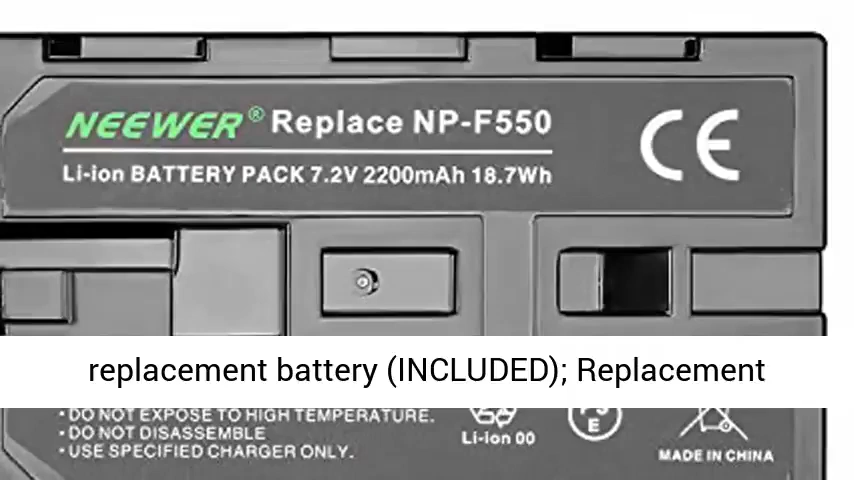 NEEWER® Replace NP-F550
CE
Li-ion BATTERY PACK 7.2V 2200mAh 18.7Wh
replacement battery (INCLUDED); Replacement
• DO NOT EXPOSE TO HIGH TEMPERATURE.
• DO NOT DISASSEMBLE
• USE SPECIFIED CHARGER ONLY.
Li-ion 00
E
MADE IN CHINA